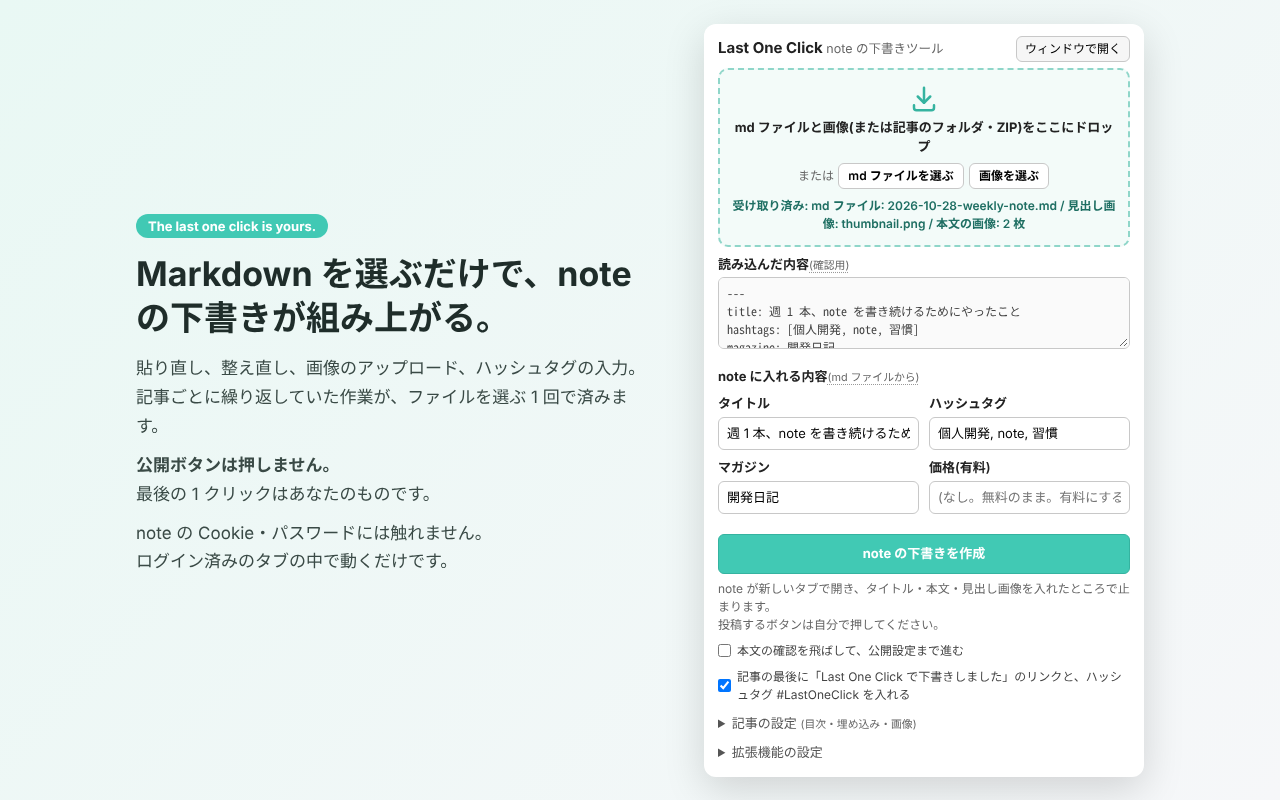 The last one click is yours.
Markdown を選ぶだけで、note
の下書きが組み上がる。
貼り直し、整え直し、画像のアップロード、ハッシュタグの入力。
記事ごとに繰り返していた作業が、ファイルを選ぶ 1 回で済みま
す。
公開ボタンは押しません。
最後の 1 クリックはあなたのものです。
note の Cookie・パスワードには触れません。
ログイン済みのタブの中で動くだけです。
Last One Click note の下書きツール
ウィンドウで開く
md ファイルと画像(または記事のフォルダ・ZIP)をここにドロッ
プ
または md ファイルを選ぶ 画像を選ぶ
受け取り済み: md ファイル: 2026-10-28-weekly-note.md / 見出し画
像: thumbnail.png / 本文の画像: 2 枚
読み込んだ内容(確認用)
---
title: 週 1 本、note を書き続けるためにやったこと
hashtags: [個人開発, note, 習慣]
magazine: 開発日記
note に入れる内容(md ファイルから)
タイトル
ハッシュタグ
週 1 本、note を書き続けるため
個人開発, note, 習慣
マガジン
価格(有料)
開発日記
(なし。無料のまま。有料にする
note の下書きを作成
note が新しいタブで開き、タイトル・本文・見出し画像を入れたところで止
まります。
投稿するボタンは自分で押してください。
本文の確認を飛ばして、公開設定まで進む
記事の最後に「Last One Click で下書きしました」のリンクと、ハッシ
ュタグ #LastOneClick を入れる
記事の設定 (目次・埋め込み・画像)
拡張機能の設定